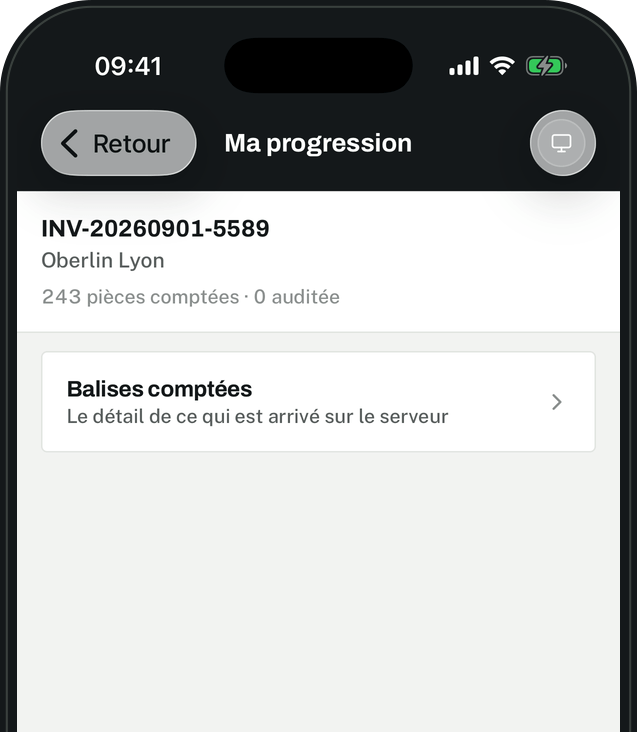 09:41
Retour
Ma progression
INV-20260901-5589
Oberlin Lyon
243 pièces comptées · 0 auditée
Balises comptées
Le détail de ce qui est arrivé sur le serveur